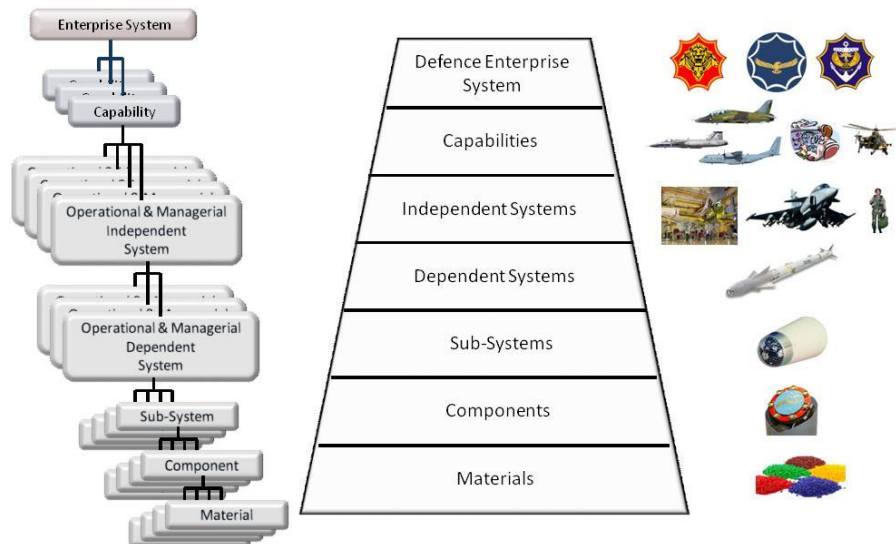 Enterprise System
Capability
Operational & Managerial
Independent
System
Operational & Managerial
Dependent
System
Sub-System
Component
Material
Defence Enterprise
System
Capabilities
Independent Systems
Dependent Systems
Sub-Systems
Components
Materials